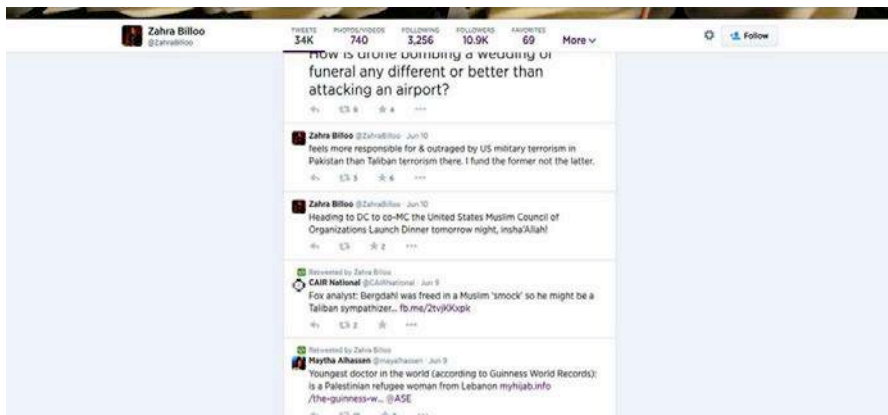 Zahra Billoo
@ZahraBilloo
TWEETS PHOTOS/VIDEOS FOLLOWING FOLLOWERS FAVORITES
34K 740 3,256 10.9K 69 More
Follow
How is drone bombing a wedding or
funeral any different or better than
attacking an airport?
6 4
Zahra Billoo @ZahraBilloo · Jun 10
feels more responsible for & outraged by US military terrorism in
Pakistan than Taliban terrorism there. I fund the former not the latter.
5 6
Zahra Billoo @ZahraBilloo · Jun 10
Heading to DC to co-MC the United States Muslim Council of
Organizations Launch Dinner tomorrow night, insha'Allah!
2
Retweeted by Zahra Billoo
CAIR National @CAIRNational · Jun 9
Fox analyst: Bergdahl was freed in a Muslim 'smock' so he might be a
Taliban sympathizer... fb.me/2tvjKKxpk
2
Retweeted by Zahra Billoo
Maytha Alhassen @mayalhassen · Jun 9
Youngest doctor in the world (according to Guinness World Records):
is a Palestinian refugee woman from Lebanon myhijab.info
/the-guinness-w... @ASE